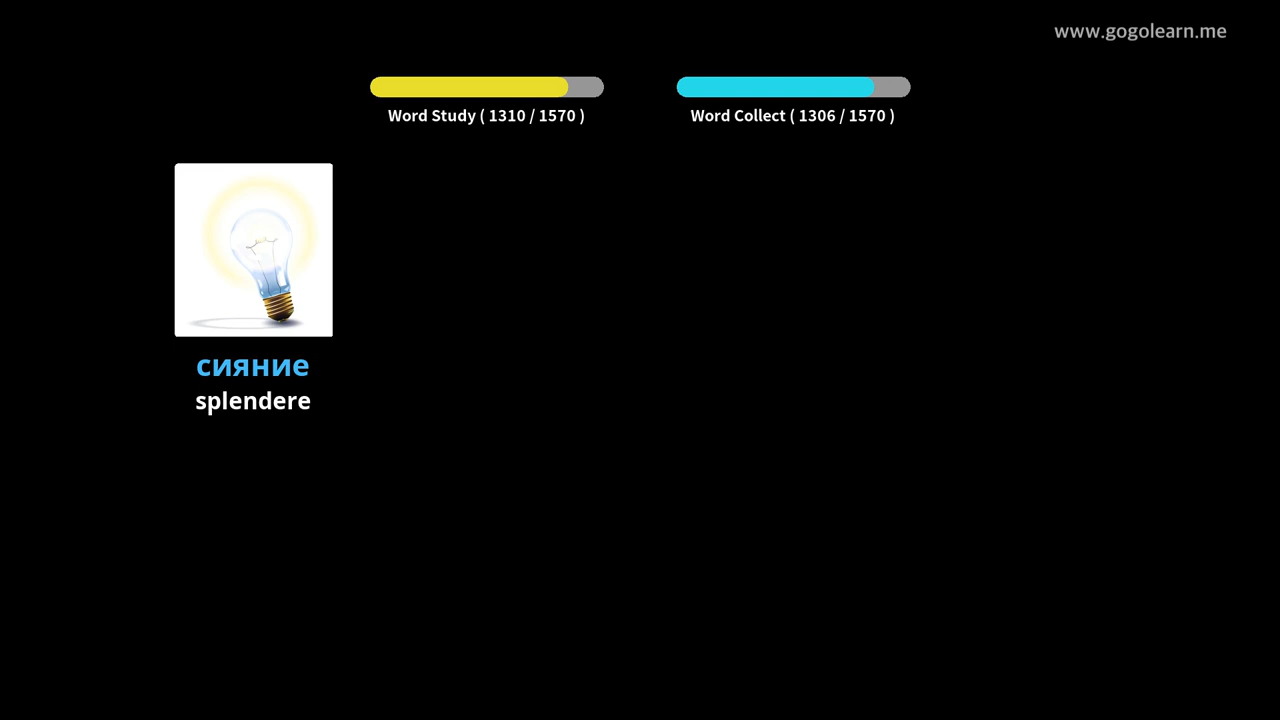 www.gogolearn.me
Word Study ( 1310 / 1570 )
Word Collect ( 1306 / 1570 )
сияние
splendere